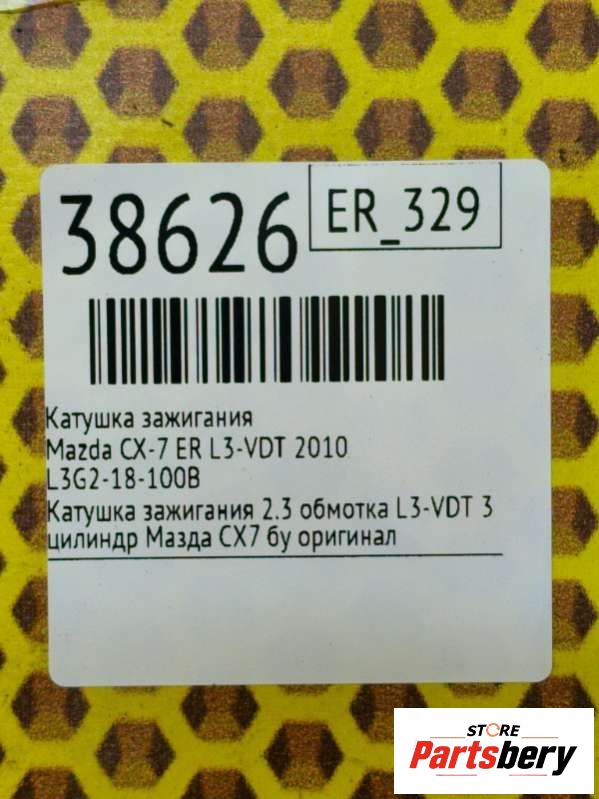 38626
ER_329
Катушка зажигания
Mazda CX-7 ER L3-VDT 2010
L3G2-18-100B
Катушка зажигания 2.3 обмотка L3-VDT 3
цилиндр Мазда CX7 бу оригинал
STORE
Partsbery